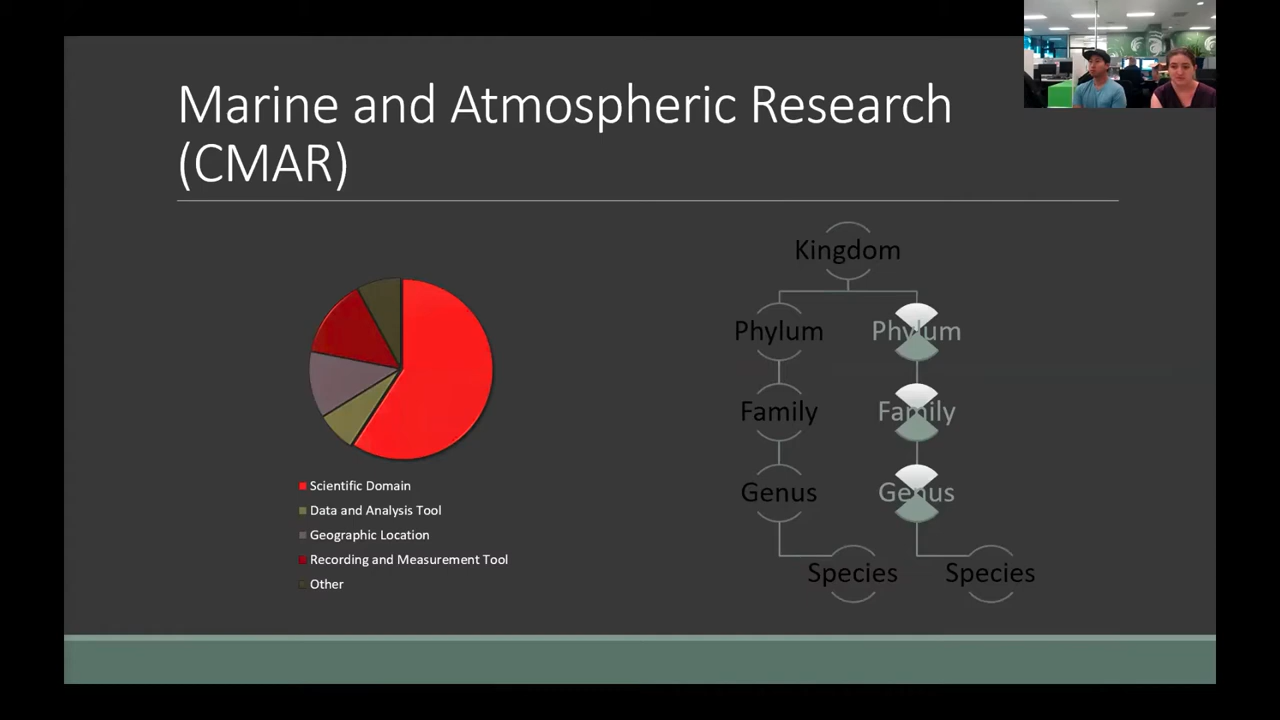 Marine and Atmospheric Research
(CMAR)
Scientific Domain
Data and Analysis Tool
Geographic Location
Recording and Measurement Tool
Other
Kingdom
Phylum Phylum
Family Family
Genus Genus
Species Species